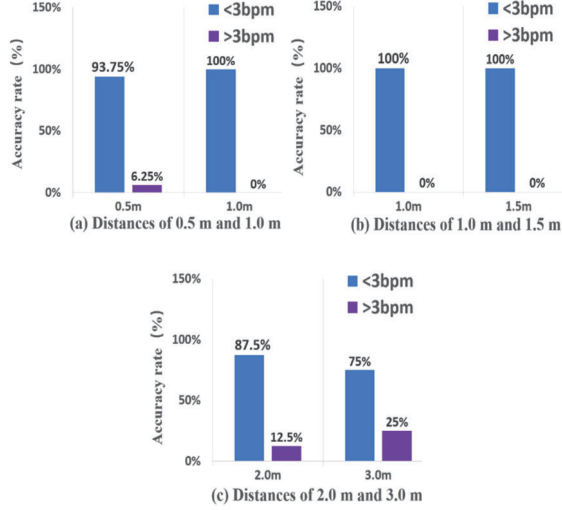 150%
100%
50%
0%
Accuracy rate (%)
<3bpm
>3bpm
93.75%
6.25%
100%
0%
0.5m
1.0m
(a) Distances of 0.5 m and 1.0 m
150%
100%
50%
0%
Accuracy rate (%)
<3bpm
>3bpm
100%
0%
100%
0%
1.0m
1.5m
(b) Distances of 1.0 m and 1.5 m
150%
100%
50%
0%
Accuracy rate (%)
<3bpm
>3bpm
87.5%
12.5%
75%
25%
2.0m
3.0m
(c) Distances of 2.0 m and 3.0 m